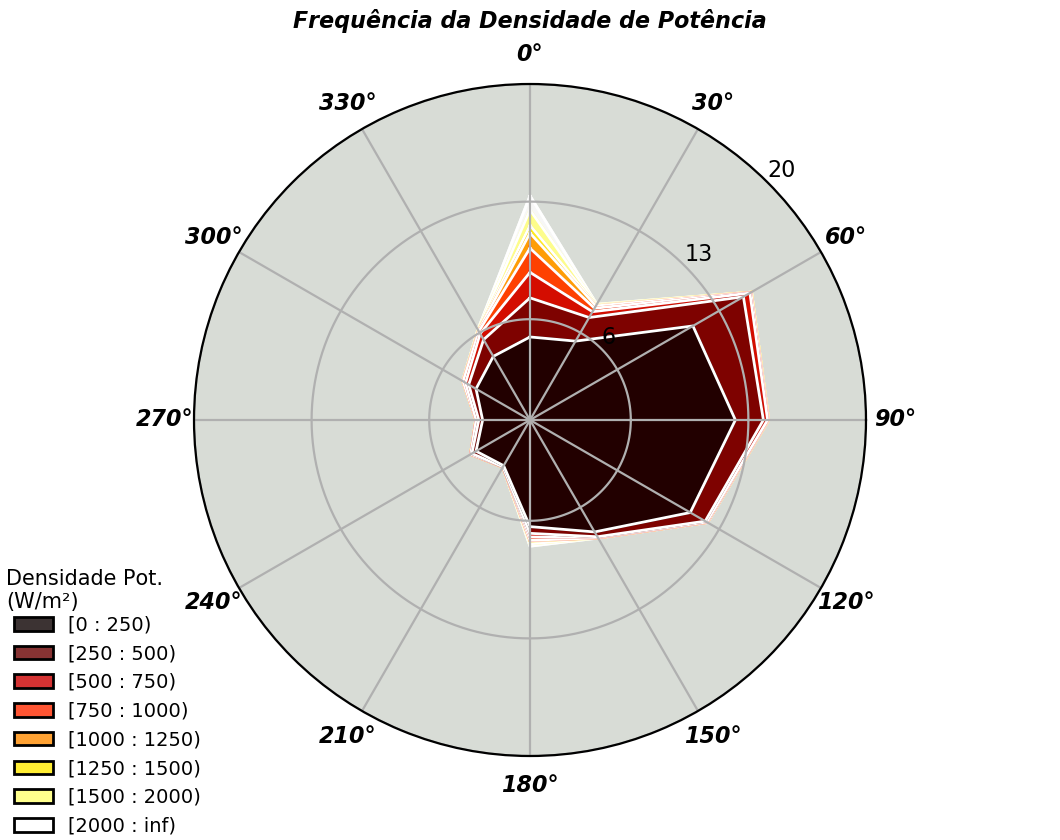 Frequência da Densidade de Potência
0°
330°
30°
20
300°
60°
13
6
270°
90°
240°
120°
210°
150°
180°
Densidade Pot.
(W/m²)
[0 : 250)
[250 : 500)
[500 : 750)
[750 : 1000)
[1000 : 1250)
[1250 : 1500)
[1500 : 2000)
[2000 : inf)